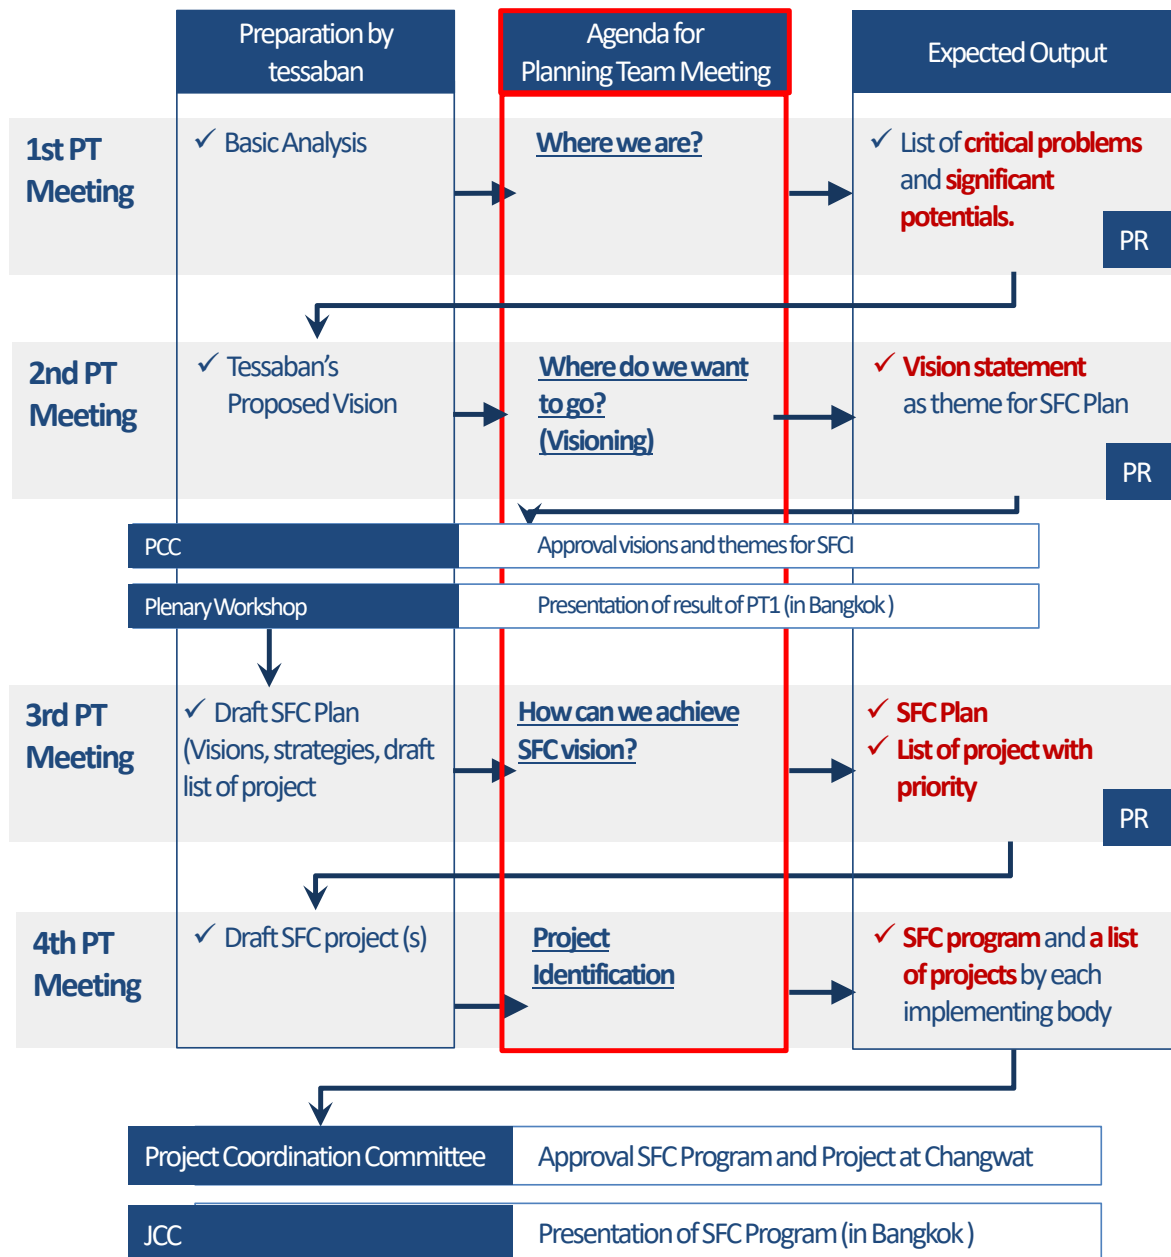 Preparation by
tessaban
Agenda for
Planning Team Meeting
Expected Output
1st PT
Meeting
✓ Basic Analysis
Where we are?
✓ List of critical problems
and significant
potentials.
PR
2nd PT
Meeting
✓ Tessaban's
Proposed Vision
Where do we want
to go?
(Visioning)
✓ Vision statement
as theme for SFC Plan
PR
PCC
Approval visions and themes for SFCI
Plenary Workshop
Presentation of result of PT1 (in Bangkok )
3rd PT
Meeting
✓ Draft SFC Plan
(Visions, strategies, draft
list of project
How can we achieve
SFC vision?
✓ SFC Plan
✓ List of project with
priority
PR
4th PT
Meeting
✓ Draft SFC project (s)
Project
Identification
✓ SFC program and a list
of projects by each
implementing body
Project Coordination Committee
Approval SFC Program and Project at Changwat
JCC
Presentation of SFC Program (in Bangkok )